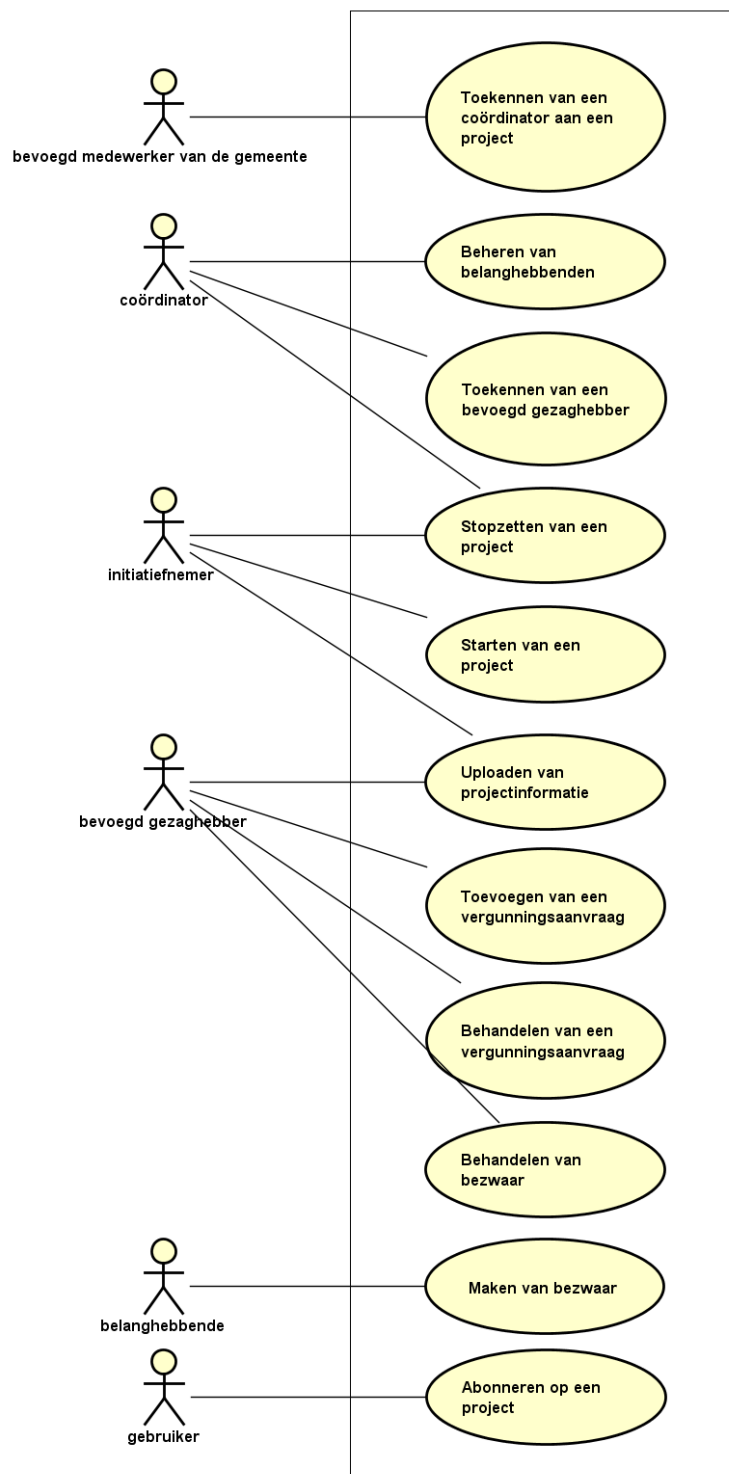 Toekennen van een
coördinator aan een
project
bevoegd medewerker van de gemeente
Beheren van
belanghebbenden
coördinator
Toekennen van een
bevoegd gezaghebber
Stopzetten van een
project
initiatiefnemer
Starten van een
project
Uploaden van
projectinformatie
bevoegd gezaghebber
Toevoegen van een
vergunningsaanvraag
Behandelen van een
vergunningsaanvraag
Behandelen van
bezwaar
Maken van bezwaar
belanghebbende
Abonneren op een
project
gebruiker